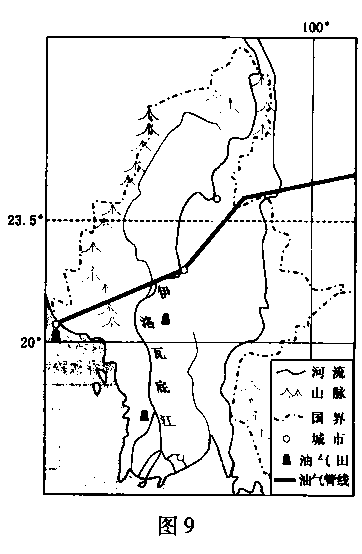 100°
23.5°
20°
伊
洛
瓦
底
江
河流
山脉
国界
城市
油气田
油气管线
图9